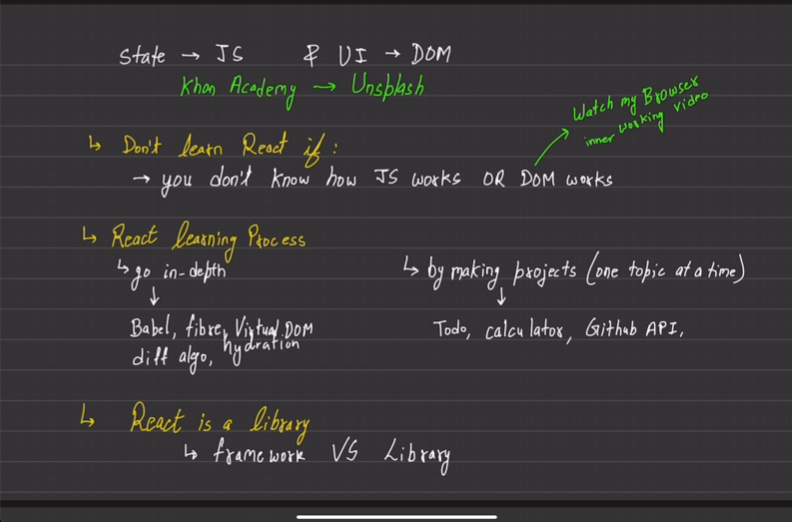 State → JS & UI → DOM
Khan Academy → Unsplash
Watch my Browser
inner working video
↳ Don't learn React if :
→ you don't know how JS works OR DOM works
↳ React learning Process
↳ go in-depth
↳ by making projects (one topic at a time)
↓
↓
Babel, fibre, Virtual DOM
diff algo, hydration
Todo, calculator, Github API,
↳ React is a library
↳ framework VS Library